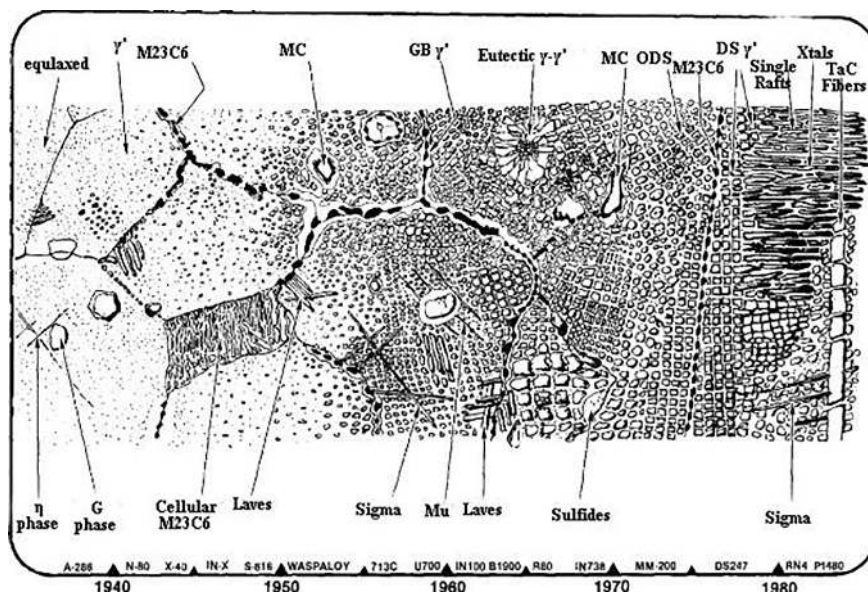 equlaxed
γ'
M23C6
MC
GB γ'
Eutectic γ-γ'
MC ODS
M23C6
DS γ'
Single
Rafts
Xtals
TaC
Fibers
η
phase
G
phase
Cellular
M23C6
Laves
Sigma
Mu
Laves
Sulfides
Sigma
A-286 N-80 X-40 IN-X S-816 WASPALOY 713C U700 IN100 B1900 R80 IN738 MM-200 DS247 RN4 P1480
1940 1950 1960 1970 1980